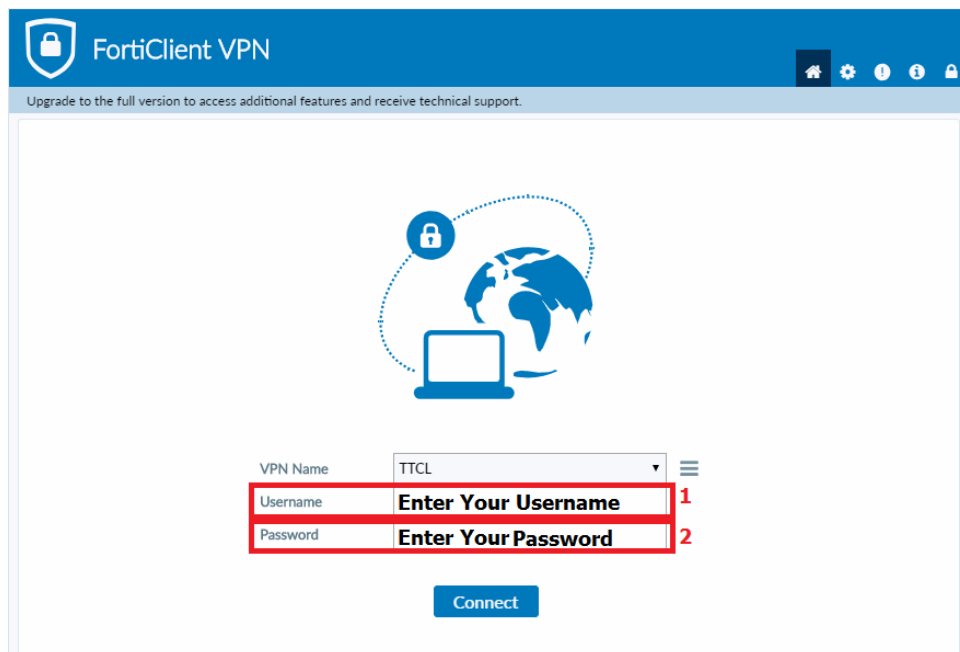 FortiClient VPN
Upgrade to the full version to access additional features and receive technical support.
VPN Name TTCL
Username Enter Your Username 1
Password Enter Your Password 2
Connect